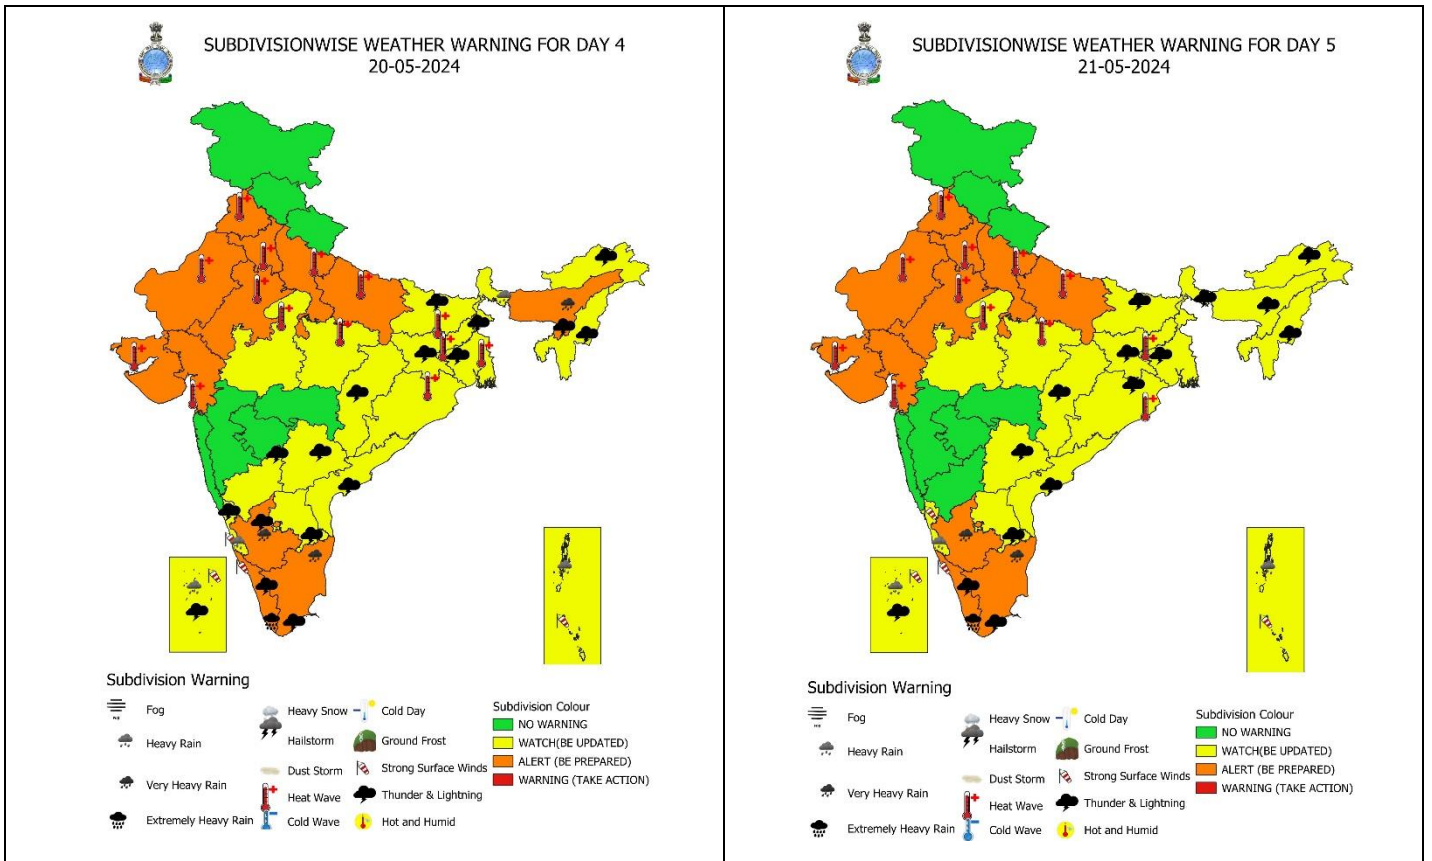 SUBDIVISIONWISE WEATHER WARNING FOR DAY 4
20-05-2024
Subdivision Warning
Fog
Heavy Rain
Very Heavy Rain
Extremely Heavy Rain
Heavy Snow
Hailstorm
Dust Storm
Heat Wave
Cold Wave
Cold Day
Ground Frost
Strong Surface Winds
Thunder & Lightning
Hot and Humid
Subdivision Colour
NO WARNING
WATCH(BE UPDATED)
ALERT (BE PREPARED)
WARNING (TAKE ACTION)
SUBDIVISIONWISE WEATHER WARNING FOR DAY 5
21-05-2024
Subdivision Warning
Fog
Heavy Rain
Very Heavy Rain
Extremely Heavy Rain
Heavy Snow
Hailstorm
Dust Storm
Heat Wave
Cold Wave
Cold Day
Ground Frost
Strong Surface Winds
Thunder & Lightning
Hot and Humid
Subdivision Colour
NO WARNING
WATCH(BE UPDATED)
ALERT (BE PREPARED)
WARNING (TAKE ACTION)